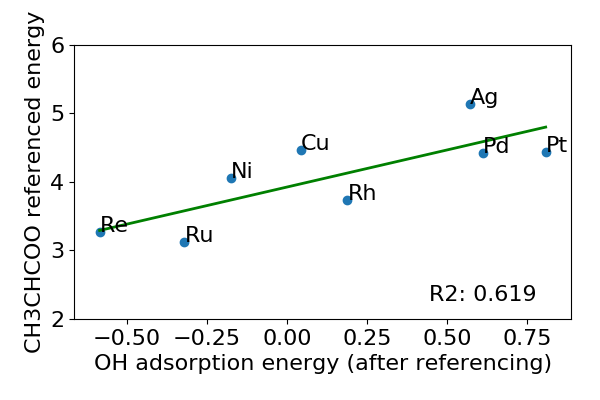 CH3CHCOO referenced energy
6
5
4
3
2
Ag
Cu
Pd
Pt
Ni
Rh
Re
Ru
R2: 0.619
−0.50 −0.25 0.00 0.25 0.50 0.75
OH adsorption energy (after referencing)